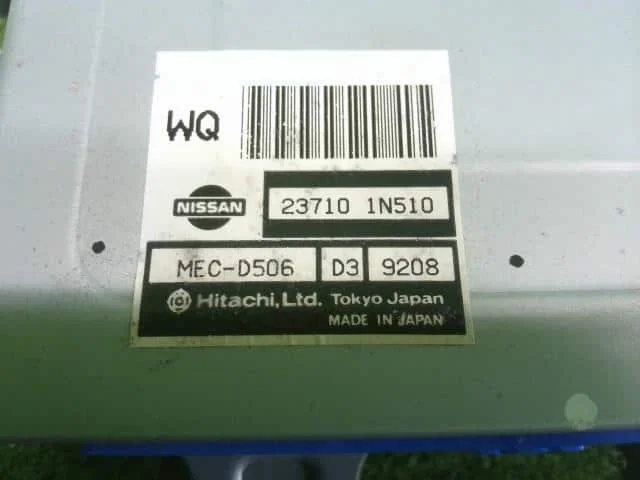 WQ
NISSAN
23710 1N510
MEC-D506 D3 9208
Hitachi, Ltd. Tokyo Japan
MADE IN JAPAN